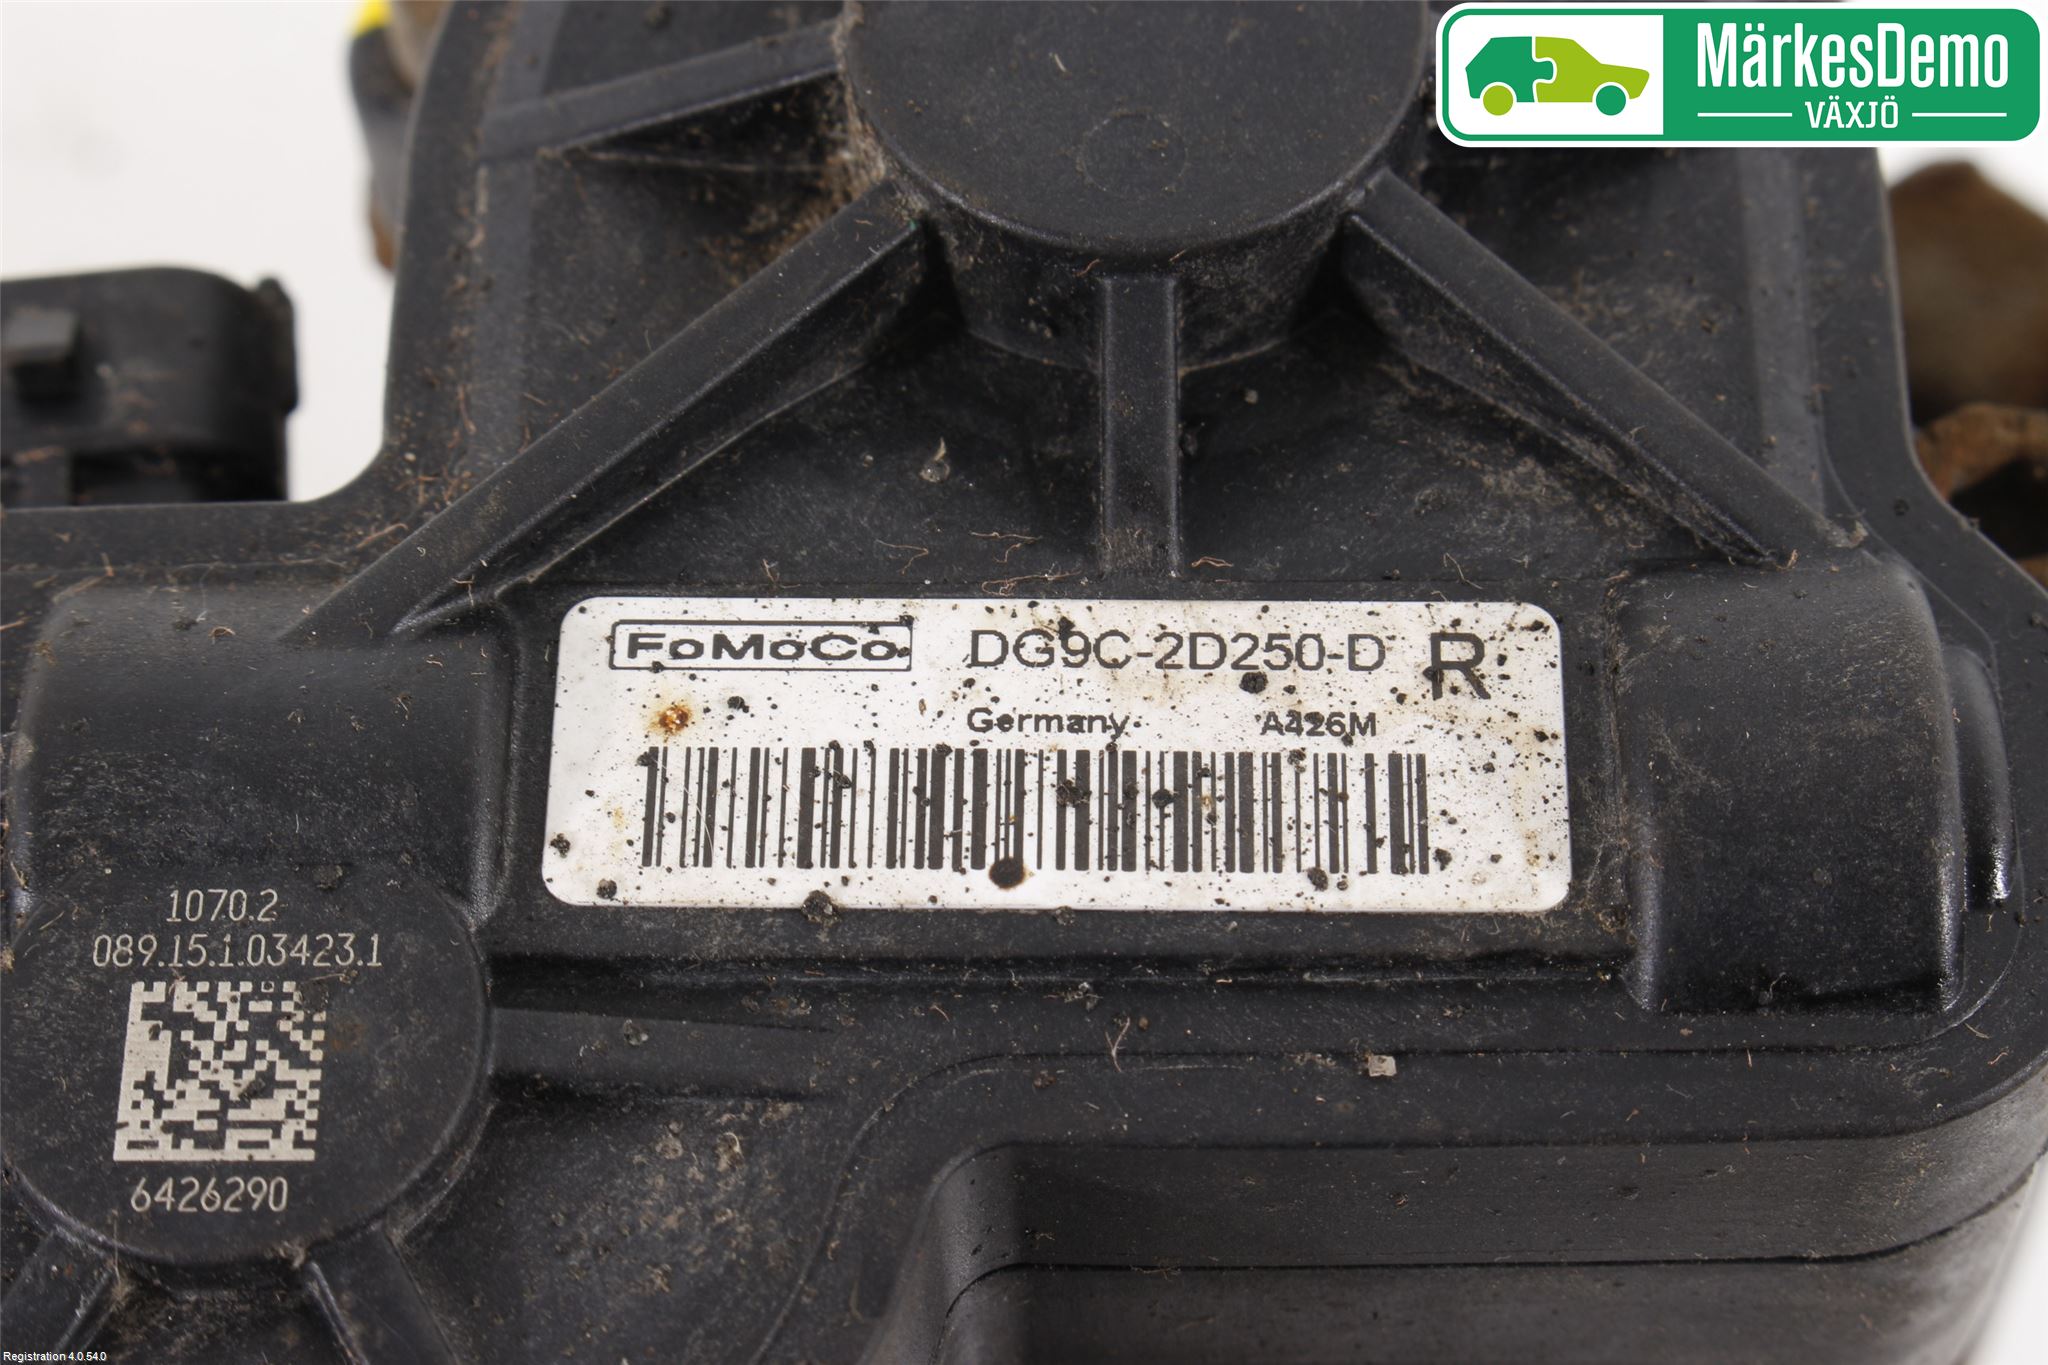 MärkesDemo
VÄXJÖ
FoMoCo DG9C-2D250-D R
Germany A426M
1070.2
089.15.1.03423.1
6426290
Registration 4.0.54.0